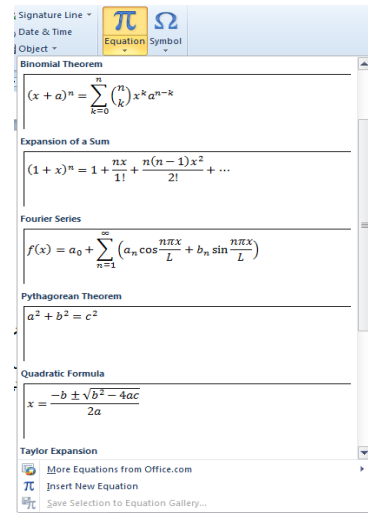 Signature Line
Date & Time
Object
π Ω
Equation Symbol
Binomial Theorem
(x + a)ⁿ = ∑_{k=0}^{n} (n k) xᵏaⁿ⁻ᵏ
Expansion of a Sum
(1 + x)ⁿ = 1 + nx/1! + n(n − 1)x²/2! + ⋯
Fourier Series
f(x) = a₀ + ∑_{n=1}^{∞} (aₙ cos nπx/L + bₙ sin nπx/L)
Pythagorean Theorem
a² + b² = c²
Quadratic Formula
x = (−b ± √(b² − 4ac))/2a
Taylor Expansion
More Equations from Office.com
π Insert New Equation
π Save Selection to Equation Gallery...